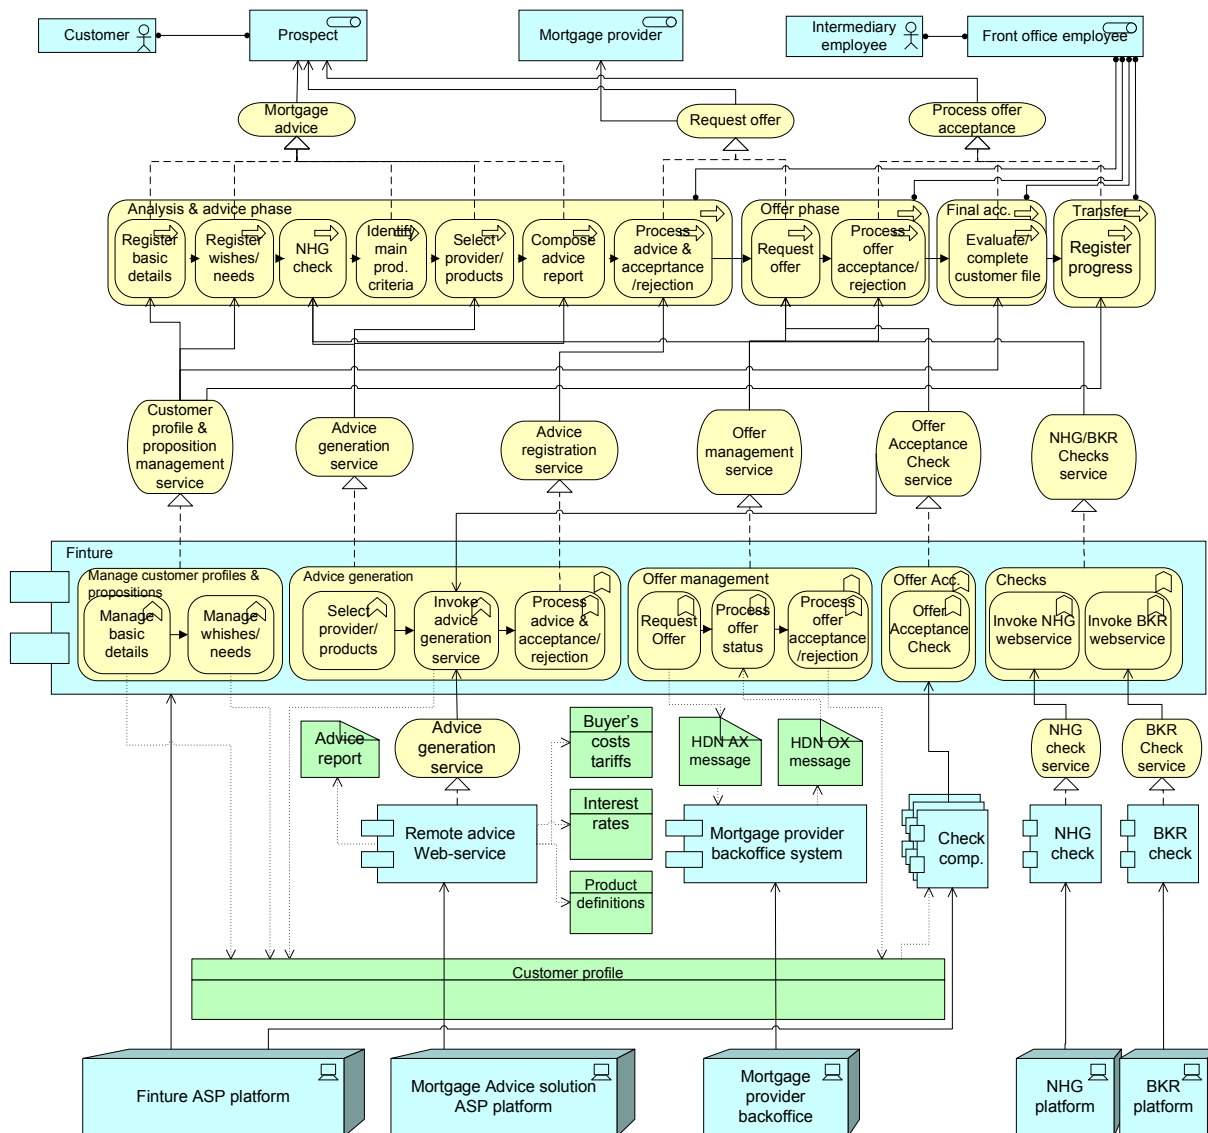 Customer
Prospect
Mortgage provider
Intermediary
employee
Front office employee
Mortgage
advice
Request offer
Process offer
acceptance
Analysis & advice phase
Register
basic
details
Register
wishes/
needs
NHG
check
Identify
main
prod.
criteria
Select
provider/
products
Compose
advice
report
Process
advice &
acceprtance
/rejection
Offer phase
Request
offer
Process
offer
acceptance/
rejection
Final acc.
Evaluate/
complete
customer file
Transfer
Register
progress
Customer
profile &
proposition
management
service
Advice
generation
service
Advice
registration
service
Offer
management
service
Offer
Acceptance
Check
service
NHG/BKR
Checks
service
Finture
Manage customer profiles &
propositions
Manage
basic
details
Manage
whishes/
needs
Advice generation
Select
provider/
products
Invoke
advice
generation
service
Process
advice &
acceptance/
rejection
Offer management
Request
Offer
Process
offer
status
Process
offer
acceptance
/rejection
Offer Acc.
Offer
Acceptance
Check
Checks
Invoke NHG
webservice
Invoke BKR
webservice
Advice
report
Advice
generation
service
Buyer's
costs
tariffs
HDN AX
message
HDN OX
message
NHG
check
service
BKR
Check
service
Interest
rates
Remote advice
Web-service
Mortgage provider
backoffice system
Check
comp.
NHG
check
BKR
check
Product
definitions
Customer profile
Finture ASP platform
Mortgage Advice solution
ASP platform
Mortgage
provider
backoffice
NHG
platform
BKR
platform